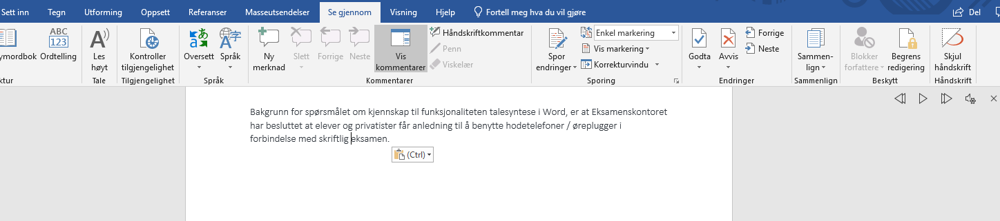 Sett inn Tegn Utforming Oppsett Referanser Masseutsendelser Se gjennom Visning Hjelp Fortell meg hva du vil gjøre Del
ABC
123
ymordbok Ordtelling
ktur
Les
høyt
Tale
Kontroller
tilgjengelighet
Tilgjengelighet
Oversett Språk
Språk
Ny
merknad
Slett Forrige Neste
Vis
kommentarer
Håndskriftkommentar
Penn
Viskelær
Kommentarer
Spor
endringer
Enkel markering
Vis markering
Korrekturvindu
Sporing
Godta Avvis
Forrige
Neste
Endringer
Sammen-
lign
Sammenlign
Blokker
forfattere
Begrens
redigering
Beskytt
Skjul
håndskrift
Håndskrift
Bakgrunn for spørsmålet om kjennskap til funksjonaliteten talesyntese i Word, er at Eksamenskontoret
har besluttet at elever og privatister får anledning til å benytte hodetelefoner / øreplugger i
forbindelse med skriftlig eksamen.
(Ctrl)